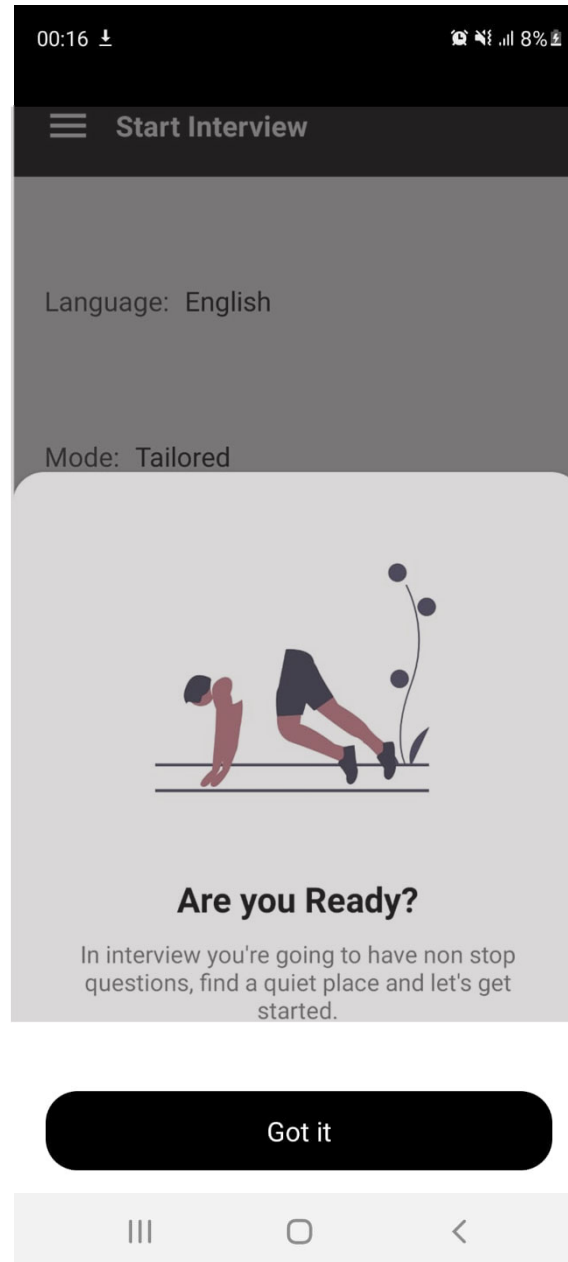 00:16 8%
Start Interview
Language: English
Mode: Tailored
Are you Ready?
In interview you're going to have non stop
questions, find a quiet place and let's get
started.
Got it